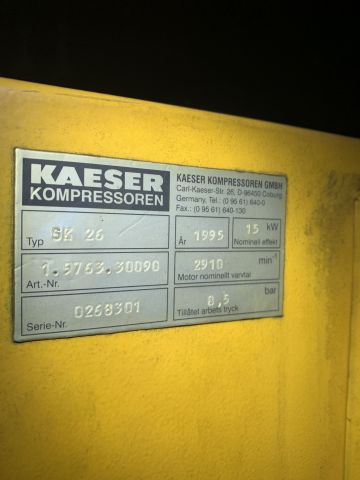 KAESER
KOMPRESSOREN
KAESER KOMPRESSOREN GMBH
Carl-Kaeser-Str. 26, D-96450 Coburg
Germany, Tel.: (0 95 61) 640-0
Fax.: (0 95 61) 640-130
Typ SK 26
År 1995 15 kW
Nominell effekt
1.9763.30090
Art.-Nr.
2910 min-1
Motor nominellt varvtal
0268301
Serie-Nr.
8,5 bar
Tillåtet arbets tryck